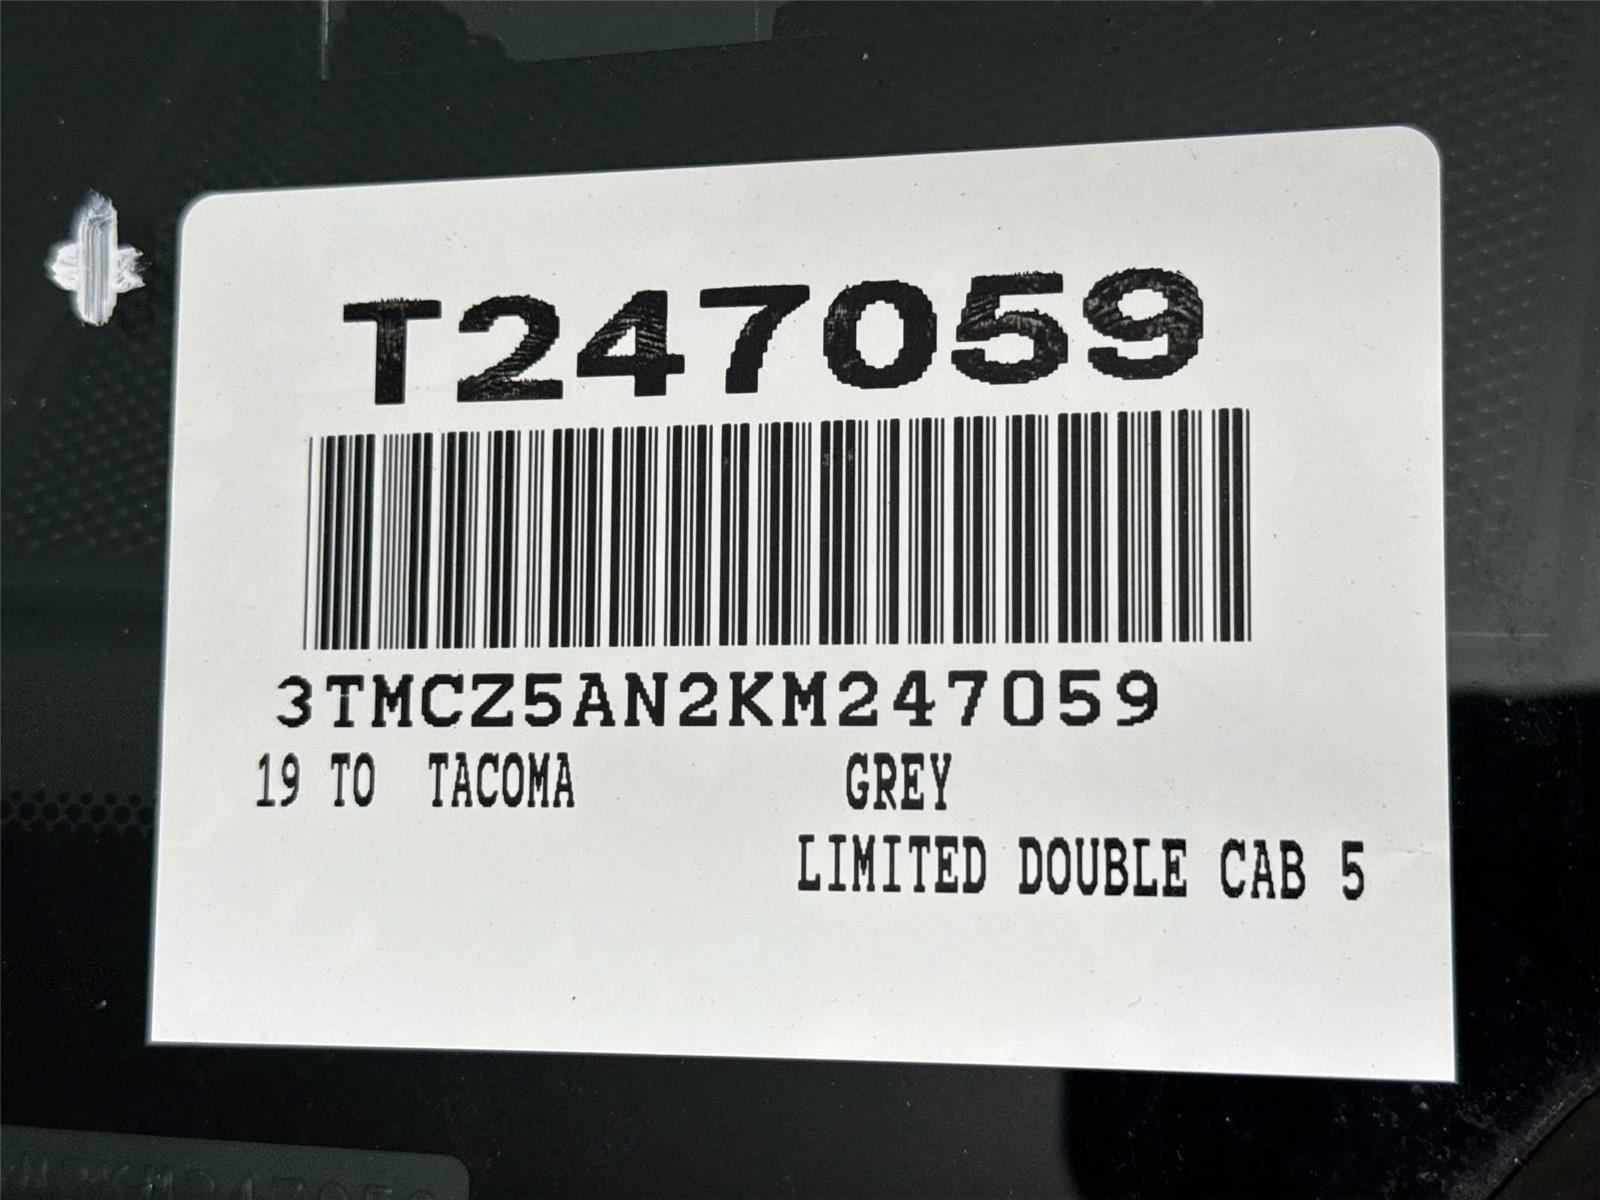 T247059
3TMCZ5AN2KM247059
19 TO TACOMA GREY
LIMITED DOUBLE CAB 5